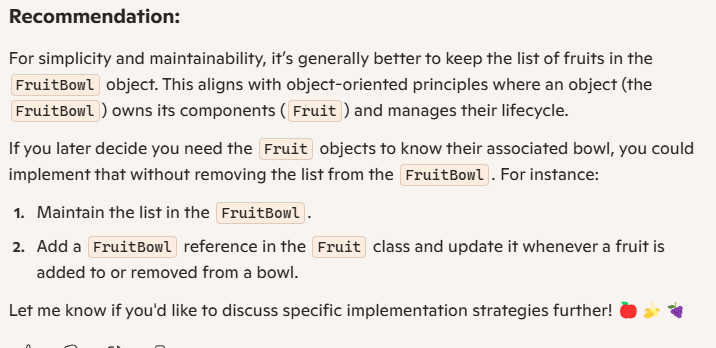 Recommendation:
For simplicity and maintainability, it's generally better to keep the list of fruits in the
FruitBowl object. This aligns with object-oriented principles where an object (the
FruitBowl) owns its components (Fruit) and manages their lifecycle.
If you later decide you need the Fruit objects to know their associated bowl, you could
implement that without removing the list from the FruitBowl. For instance:
1. Maintain the list in the FruitBowl.
2. Add a FruitBowl reference in the Fruit class and update it whenever a fruit is
added to or removed from a bowl.
Let me know if you'd like to discuss specific implementation strategies further! 🍎 🍌 🍇